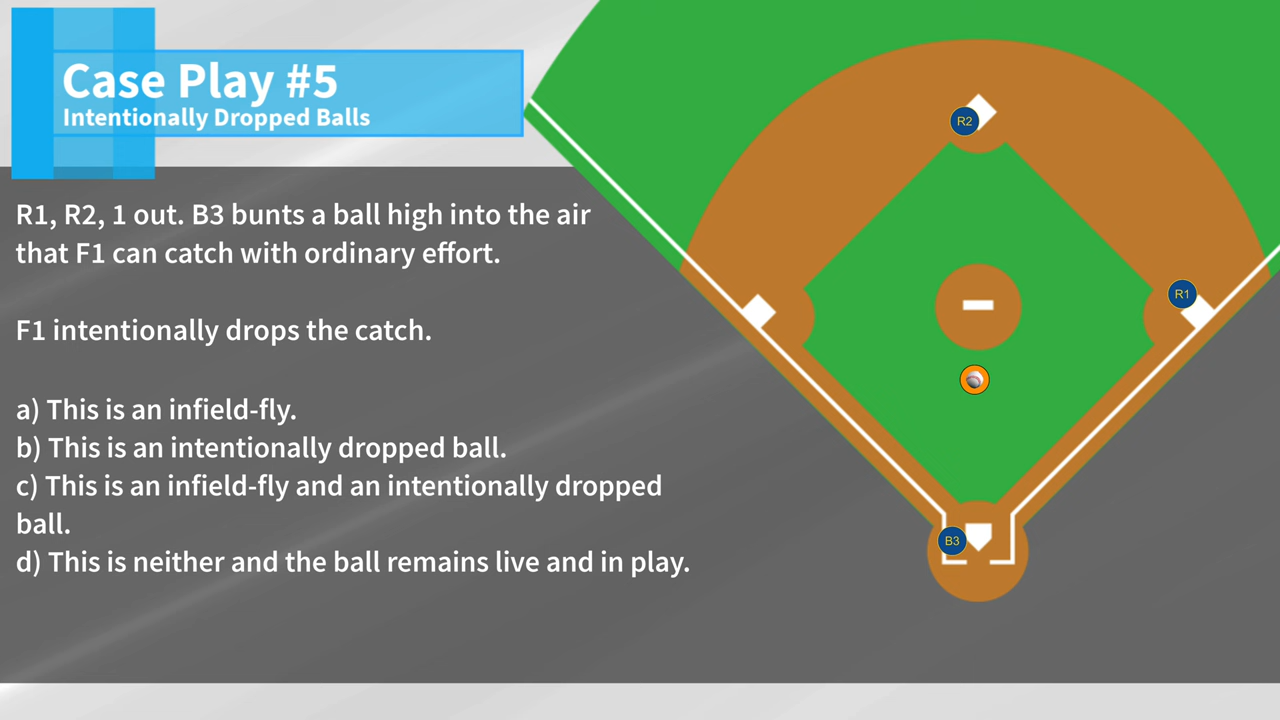 Case Play #5
Intentionally Dropped Balls
R1, R2, 1 out. B3 bunts a ball high into the air
that F1 can catch with ordinary effort.
F1 intentionally drops the catch.
a) This is an infield-fly.
b) This is an intentionally dropped ball.
c) This is an infield-fly and an intentionally dropped
ball.
d) This is neither and the ball remains live and in play.
R2
R1
B3